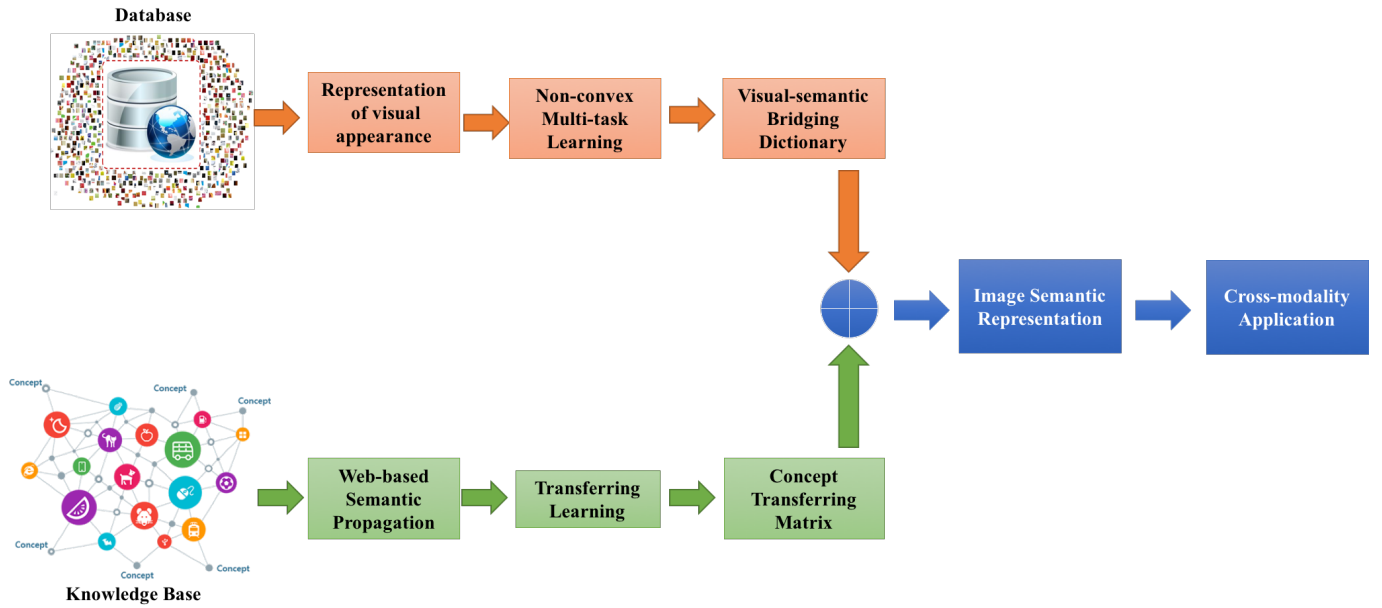 Database
Representation
of visual
appearance
Non-convex
Multi-task
Learning
Visual-semantic
Bridging
Dictionary
Image Semantic
Representation
Cross-modality
Application
Concept
Concept
Concept
Concept
Concept
Concept
Knowledge Base
Web-based
Semantic
Propagation
Transferring
Learning
Concept
Transferring
Matrix